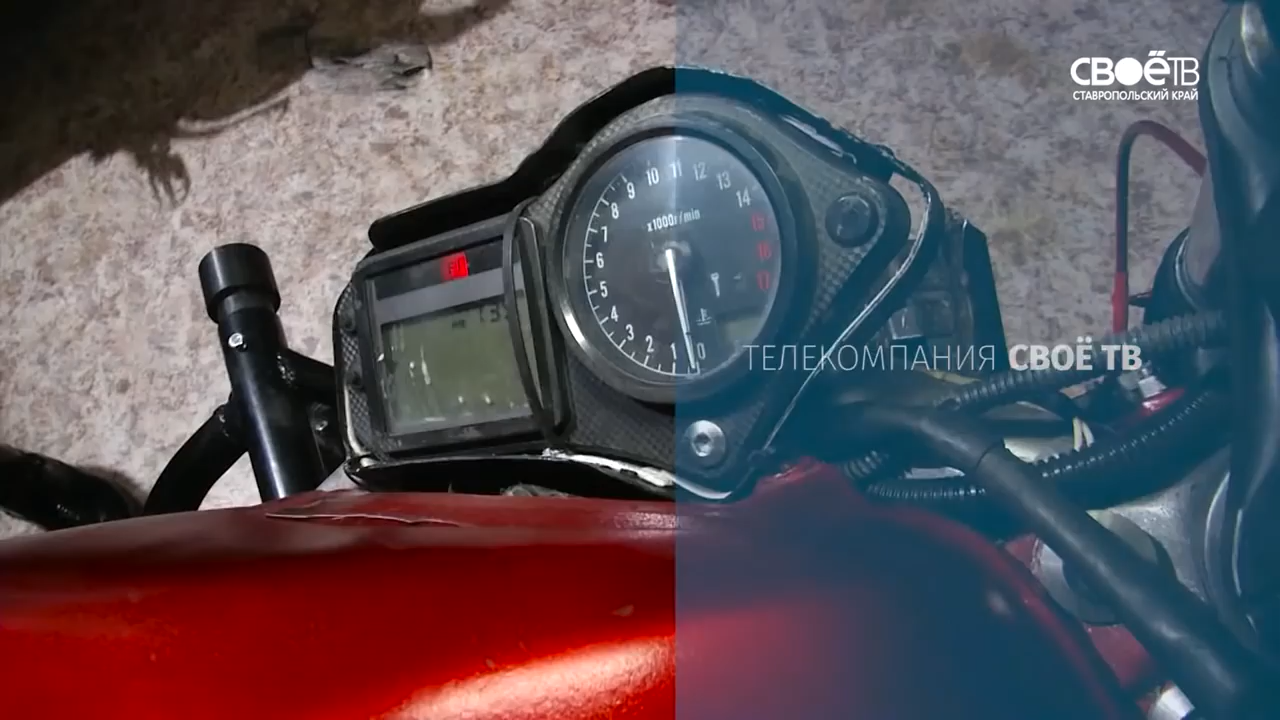 СВОЁТВ
СТАВРОПОЛЬСКИЙ КРАЙ
0 1 2 3 4 5 6 7 8 9 10 11 12 13 14 15 16 17
x1000r/min
ТЕЛЕКОМПАНИЯ СВОЁ ТВ